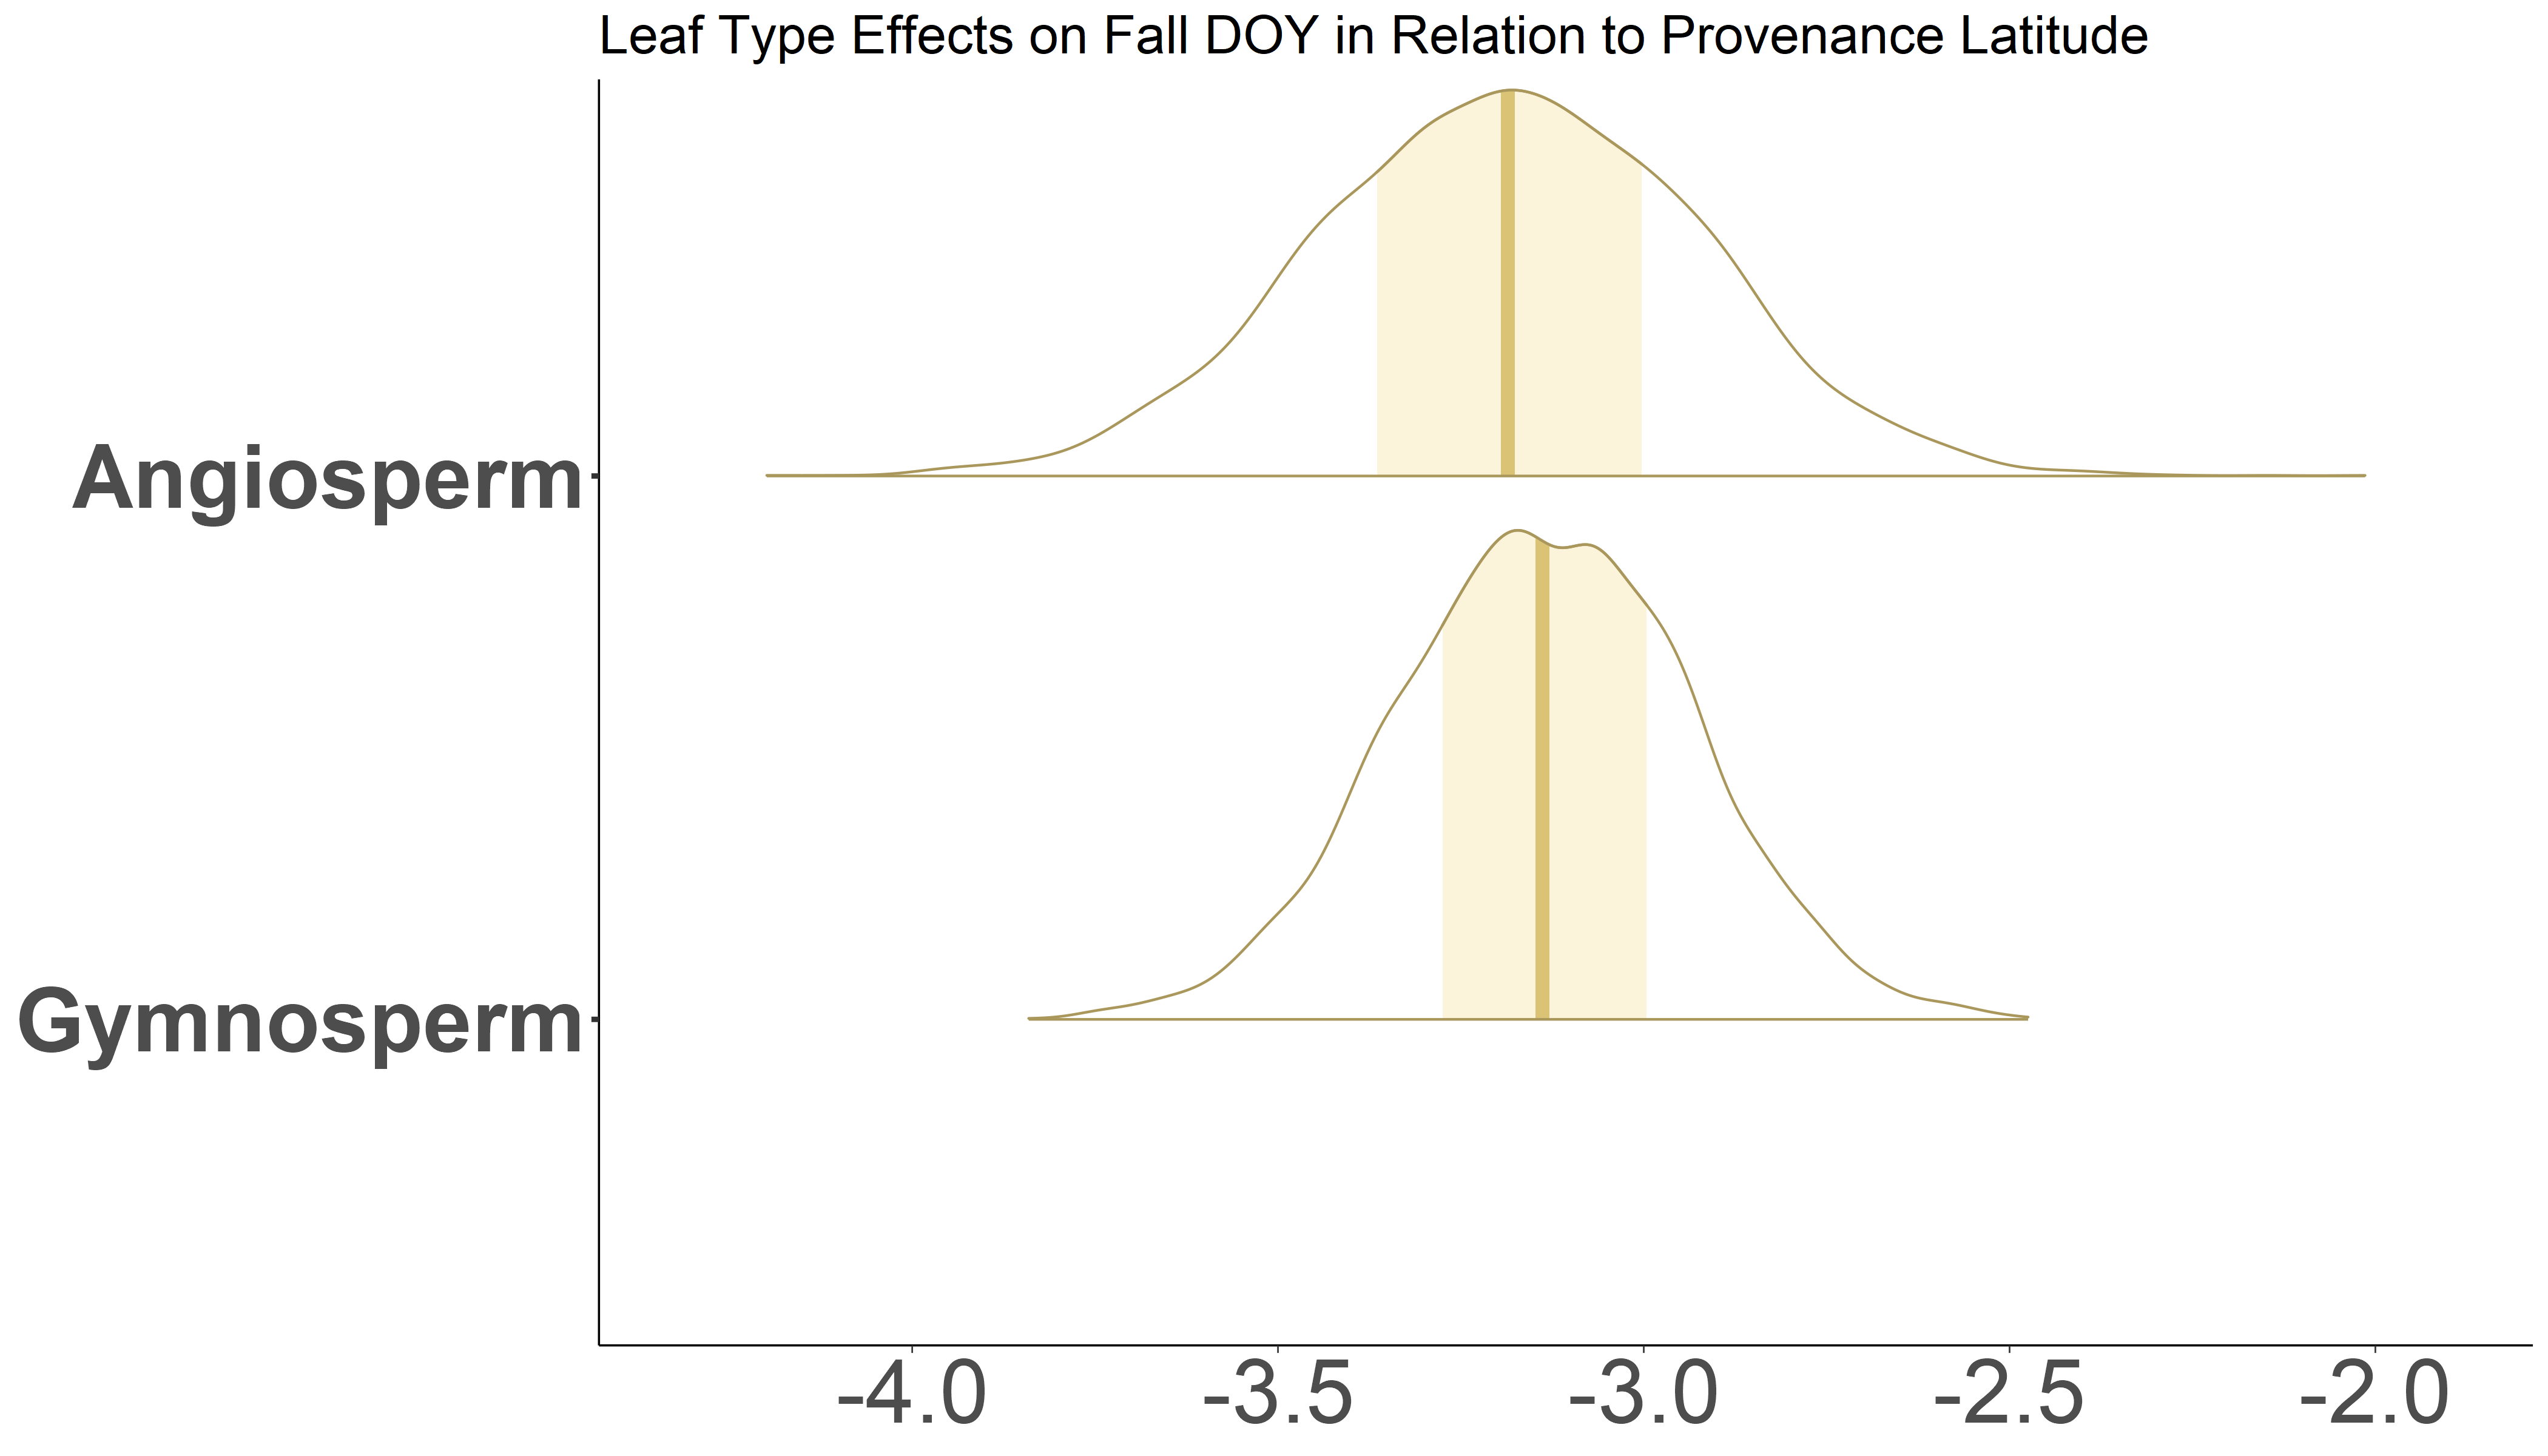 Leaf Type Effects on Fall DOY in Relation to Provenance Latitude
Angiosperm
Gymnosperm
-4.0 -3.5 -3.0 -2.5 -2.0